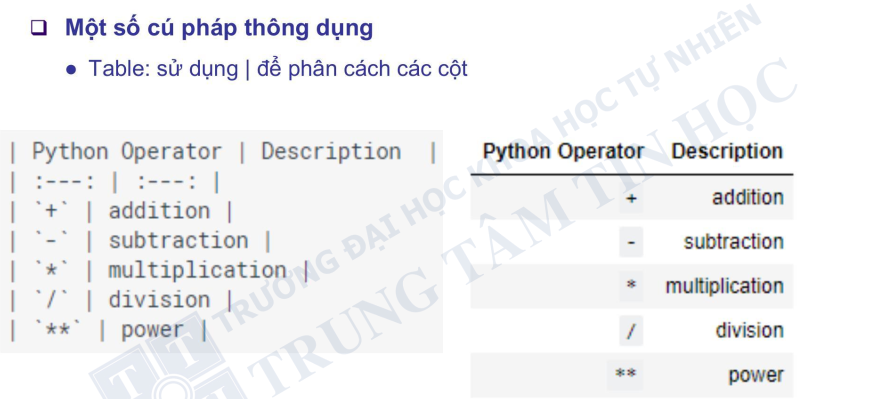 Một số cú pháp thông dụng
Table: sử dụng | để phân cách các cột
| Python Operator | Description |
| :---: | :---: |
| `+` | addition |
| `-` | subtraction |
| `*` | multiplication |
| `/` | division |
| `**` | power |
Python Operator Description
+ addition
- subtraction
* multiplication
/ division
** power
TRƯỜNG ĐẠI HỌC KHOA HỌC TỰ NHIÊN
TRUNG TÂM TIN HỌC